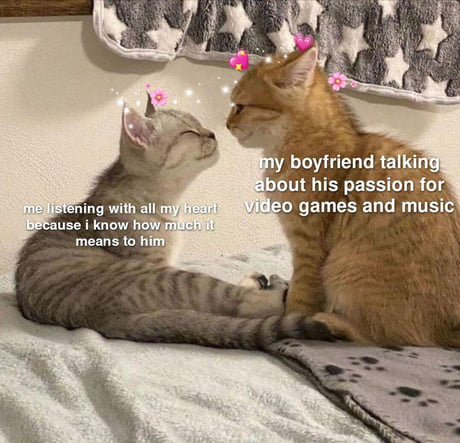 me listening with all my heart
because i know how much it
means to him
my boyfriend talking
about his passion for
video games and music